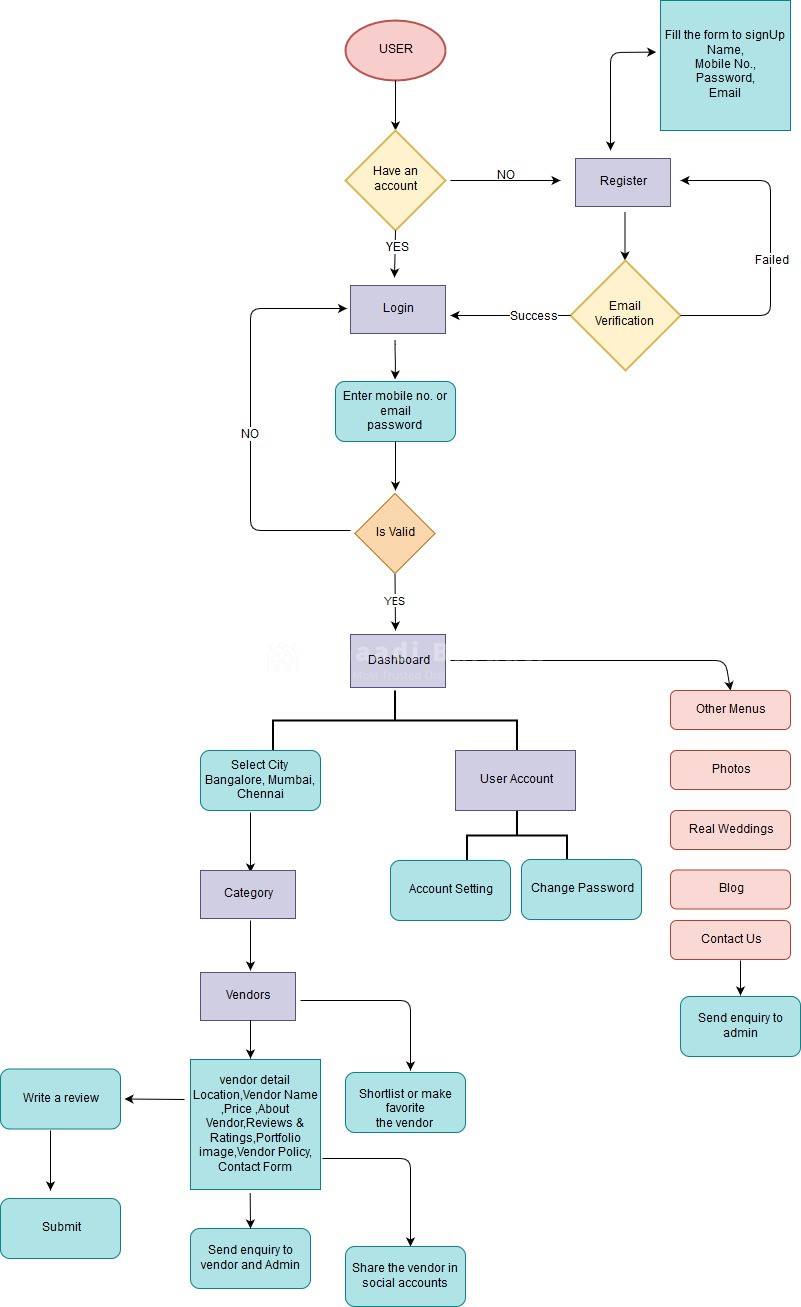 USER
Fill the form to signUp
Name,
Mobile No.,
Password,
Email
Have an
account
NO
Register
YES
Failed
Login
Success
Email
Verification
Enter mobile no. or
email
password
NO
Is Valid
YES
Dashboard
Other Menus
Select City
Bangalore, Mumbai,
Chennai
User Account
Photos
Real Weddings
Category
Account Setting
Change Password
Blog
Contact Us
Vendors
Send enquiry to
admin
Write a review
vendor detail
Location,Vendor Name
,Price ,About
Vendor,Reviews &
Ratings,Portfolio
image,Vendor Policy,
Contact Form
Shortlist or make
favorite
the vendor
Submit
Send enquiry to
vendor and Admin
Share the vendor in
social accounts